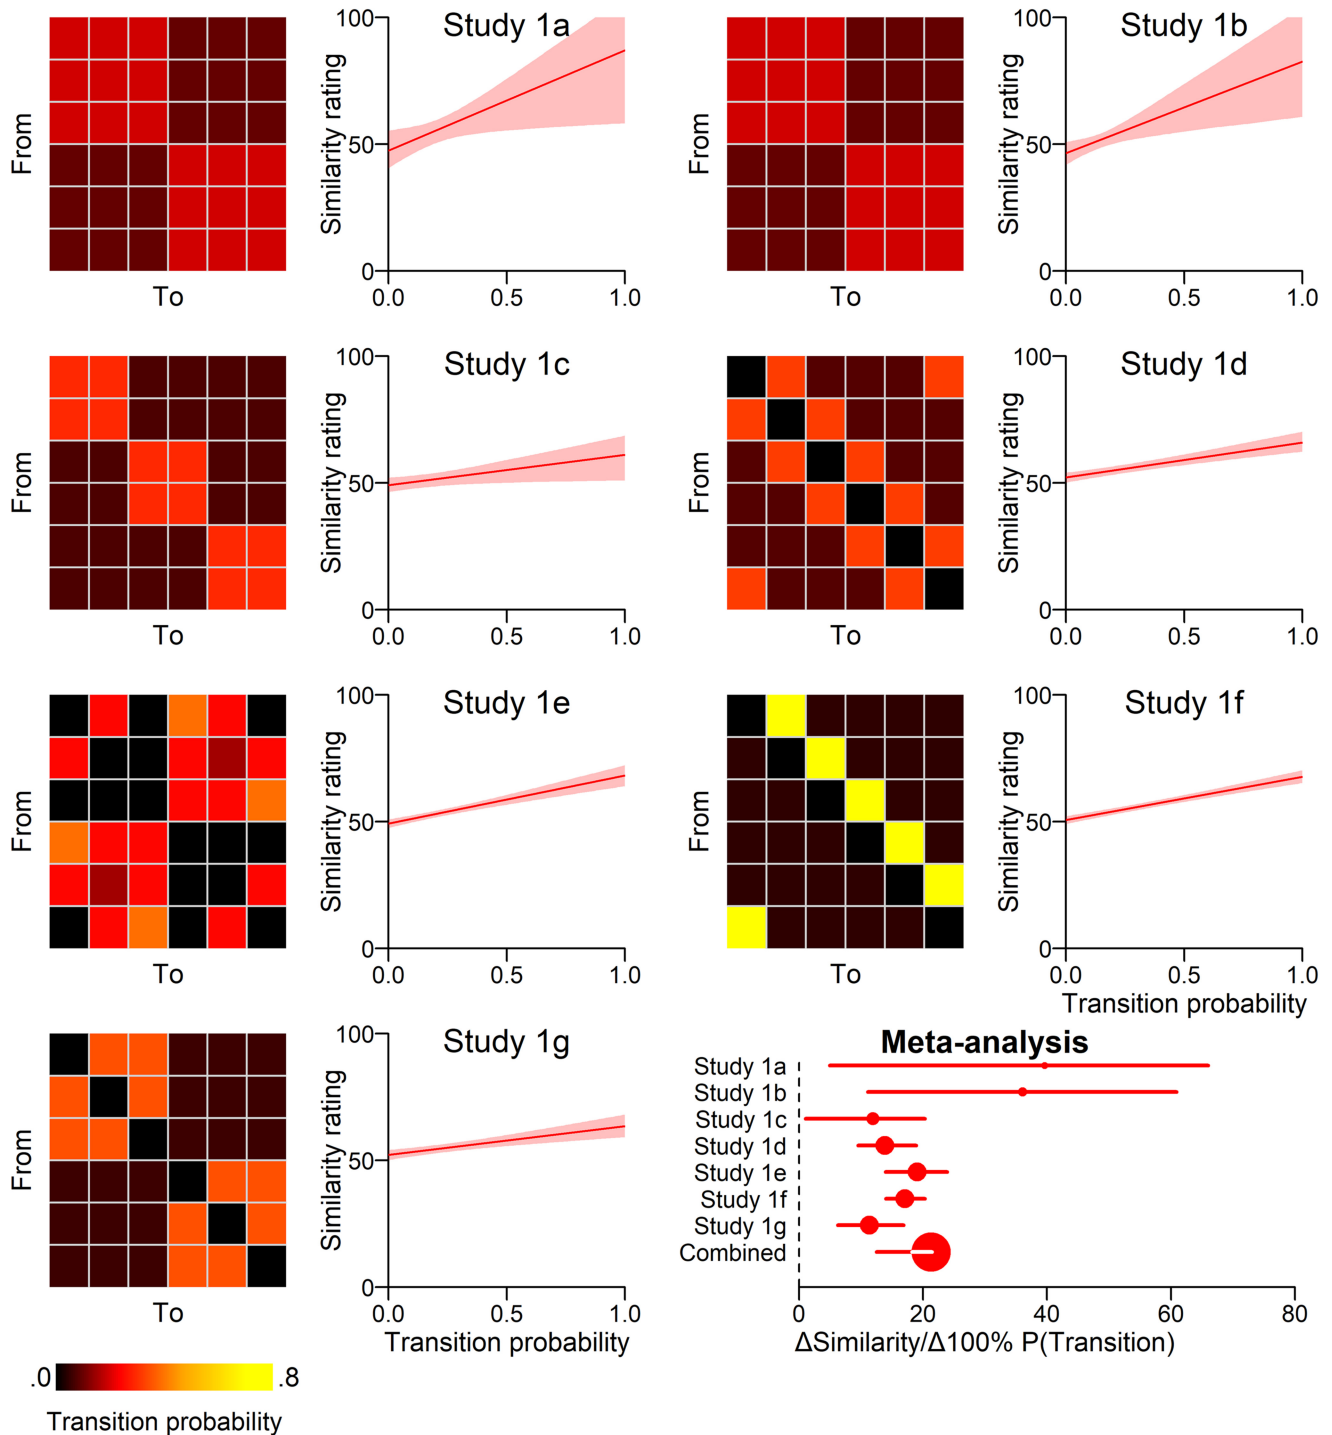 Study 1a
From
To
Similarity rating
100
50
0
0.0 0.5 1.0
Study 1b
From
To
Similarity rating
100
50
0
0.0 0.5 1.0
Study 1c
From
To
Similarity rating
100
50
0
0.0 0.5 1.0
Study 1d
From
To
Similarity rating
100
50
0
0.0 0.5 1.0
Study 1e
From
To
Similarity rating
100
50
0
0.0 0.5 1.0
Study 1f
From
To
Similarity rating
100
50
0
0.0 0.5 1.0
Transition probability
Study 1g
From
To
Similarity rating
100
50
0
0.0 0.5 1.0
Transition probability
Meta-analysis
Study 1a
Study 1b
Study 1c
Study 1d
Study 1e
Study 1f
Study 1g
Combined
0 20 40 60 80
ΔSimilarity/Δ100% P(Transition)
.0 .8
Transition probability